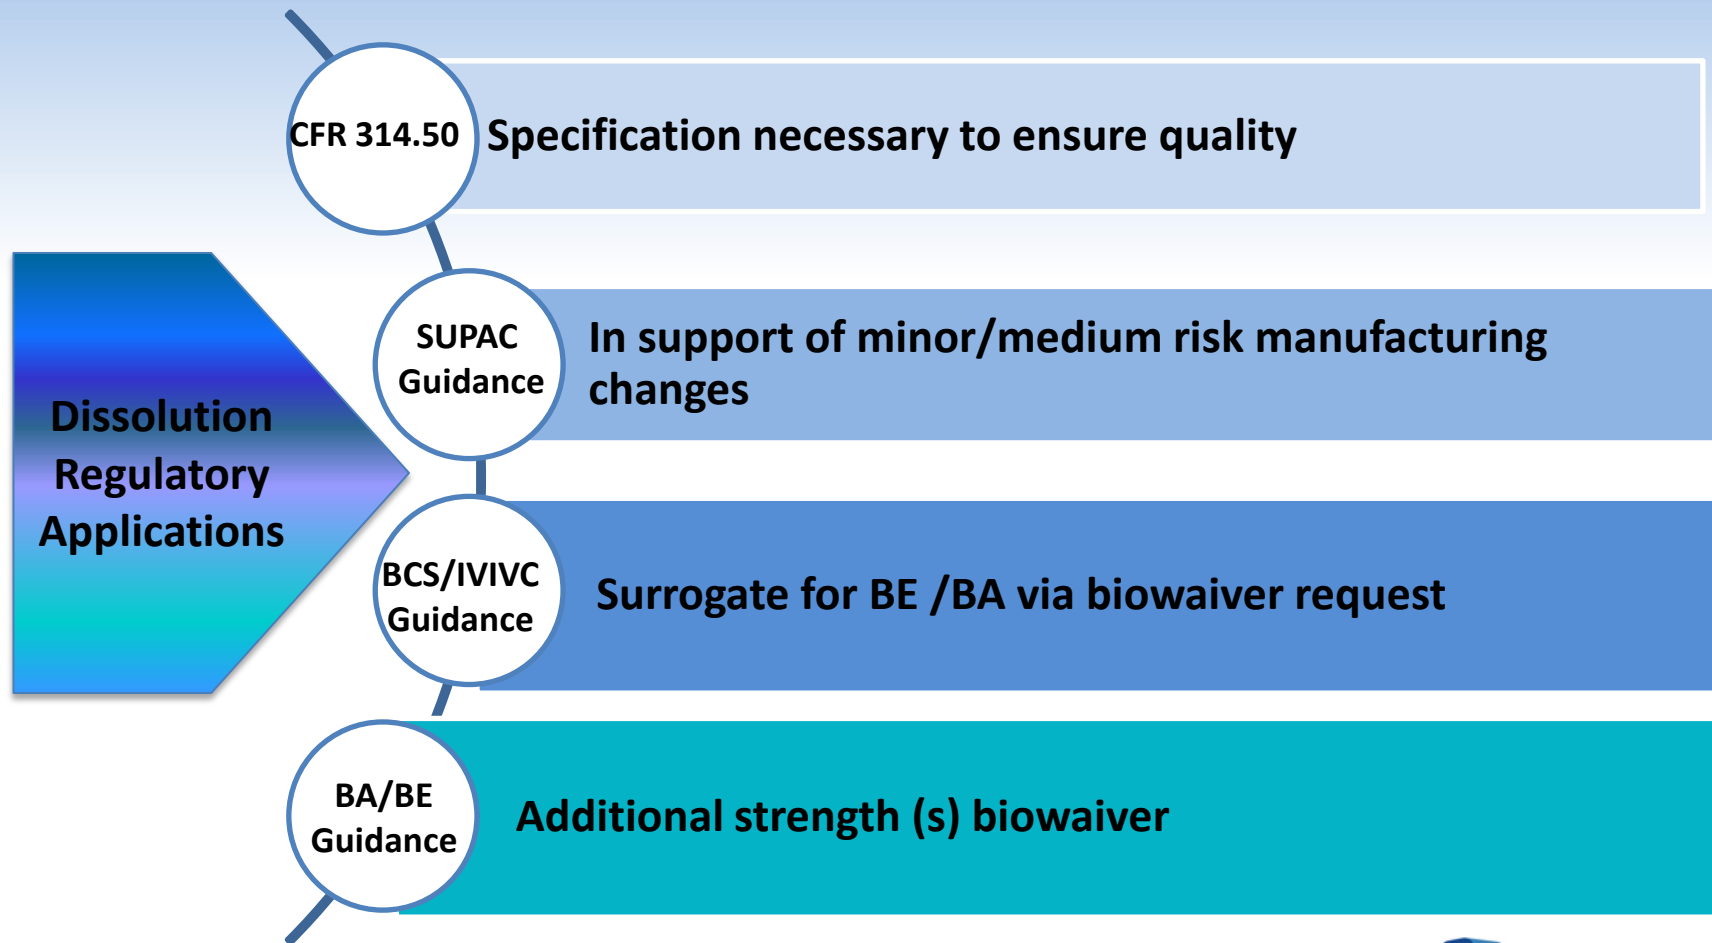 Dissolution
Regulatory
Applications
CFR 314.50
Specification necessary to ensure quality
SUPAC
Guidance
In support of minor/medium risk manufacturing
changes
BCS/IVIVC
Guidance
Surrogate for BE /BA via biowaiver request
BA/BE
Guidance
Additional strength (s) biowaiver